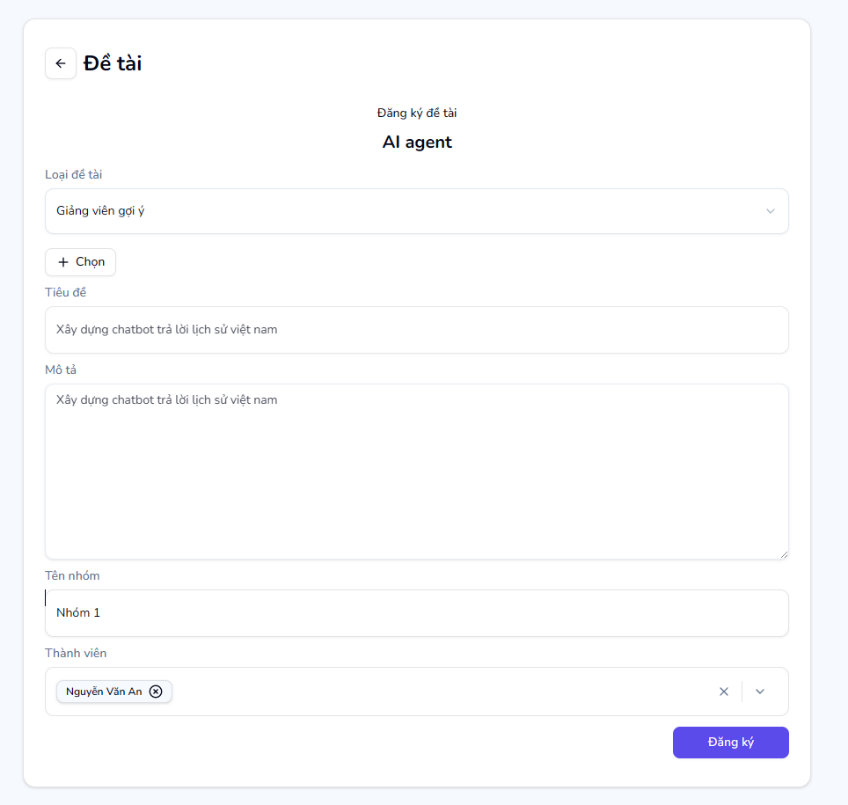 Đề tài
Đăng ký đề tài
AI agent
Loại đề tài
Giảng viên gợi ý
Chọn
Tiêu đề
Xây dựng chatbot trả lời lịch sử việt nam
Mô tả
Xây dựng chatbot trả lời lịch sử việt nam
Tên nhóm
Nhóm 1
Thành viên
Nguyễn Văn An
Đăng ký